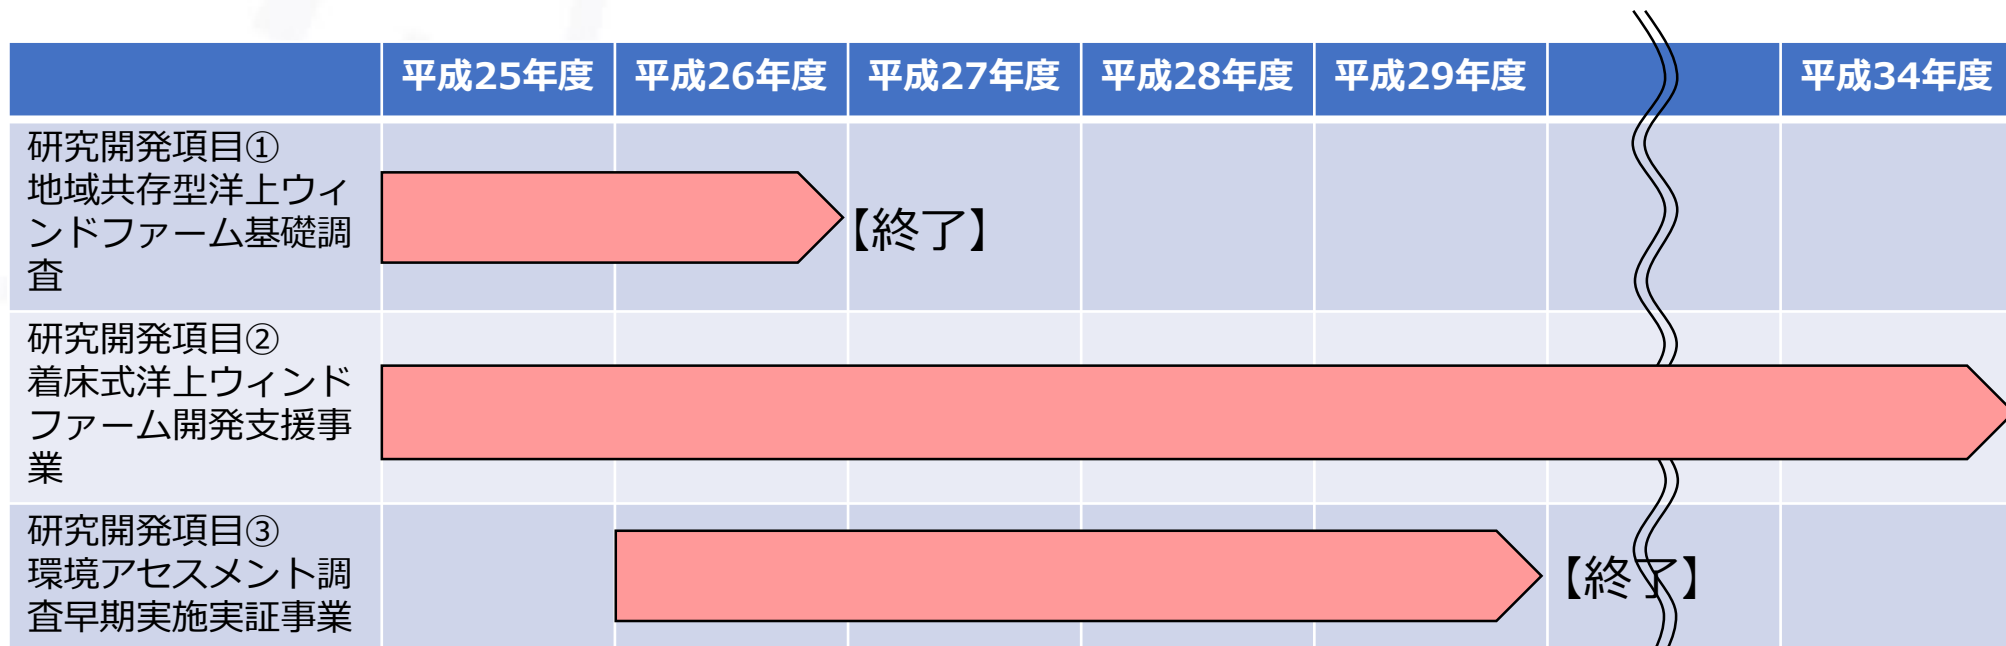 平成25年度 平成26年度 平成27年度 平成28年度 平成29年度 平成34年度
研究開発項目①
地域共存型洋上ウィ
ンドファーム基礎調
査
【終了】
研究開発項目②
着床式洋上ウィンド
ファーム開発支援事
業
研究開発項目③
環境アセスメント調
査早期実施実証事業
【終了】